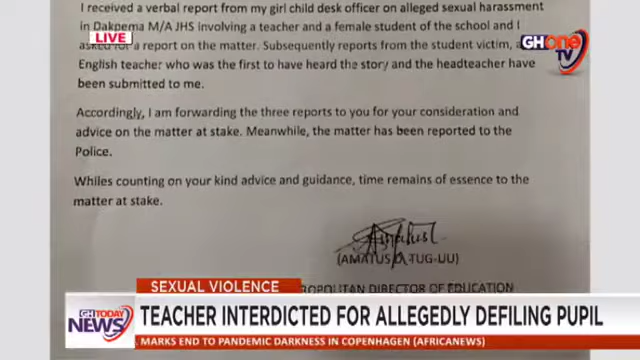 I received a verbal report from my girl child desk officer on alleged sexual harassment
in Dakpema M/A JHS involving a teacher and a female student of the school and I
LIVE
asked for a report on the matter. Subsequently reports from the student victim,
GHOne
TV
English teacher who was the first to have heard the story and the headteacher have
been submitted to me.
Accordingly, I am forwarding the three reports to you for your consideration and
advice on the matter at stake. Meanwhile, the matter has been reported to the
Police.
Whiles counting on your kind advice and guidance, time remains of essence to the
matter at stake.
(AMATUS A TUG-UU)
ROPOLITAN DIRECTOR OF EDUCATION
SEXUAL VIOLENCE
GH TODAY
NEWS
TEACHER INTERDICTED FOR ALLEGEDLY DEFILING PUPIL
MARKS END TO PANDEMIC DARKNESS IN COPENHAGEN (AFRICANEWS)